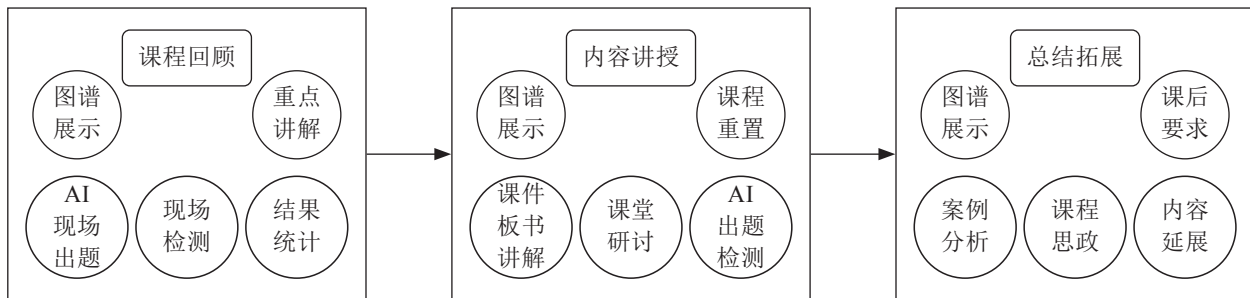 课程回顾
图谱
展示
重点
讲解
AI
现场
出题
现场
检测
结果
统计
内容讲授
图谱
展示
课程
重置
课件
板书
讲解
课堂
研讨
AI
出题
检测
总结拓展
图谱
展示
课后
要求
案例
分析
课程
思政
内容
延展